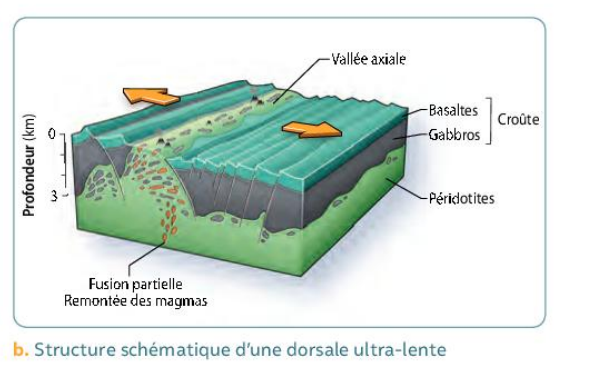 Vallée axiale
Basaltes
Croûte
Gabbros
Profondeur (km)
0
3
Péridotites
Fusion partielle
Remontée des magmas
b. Structure schématique d'une dorsale ultra-lente